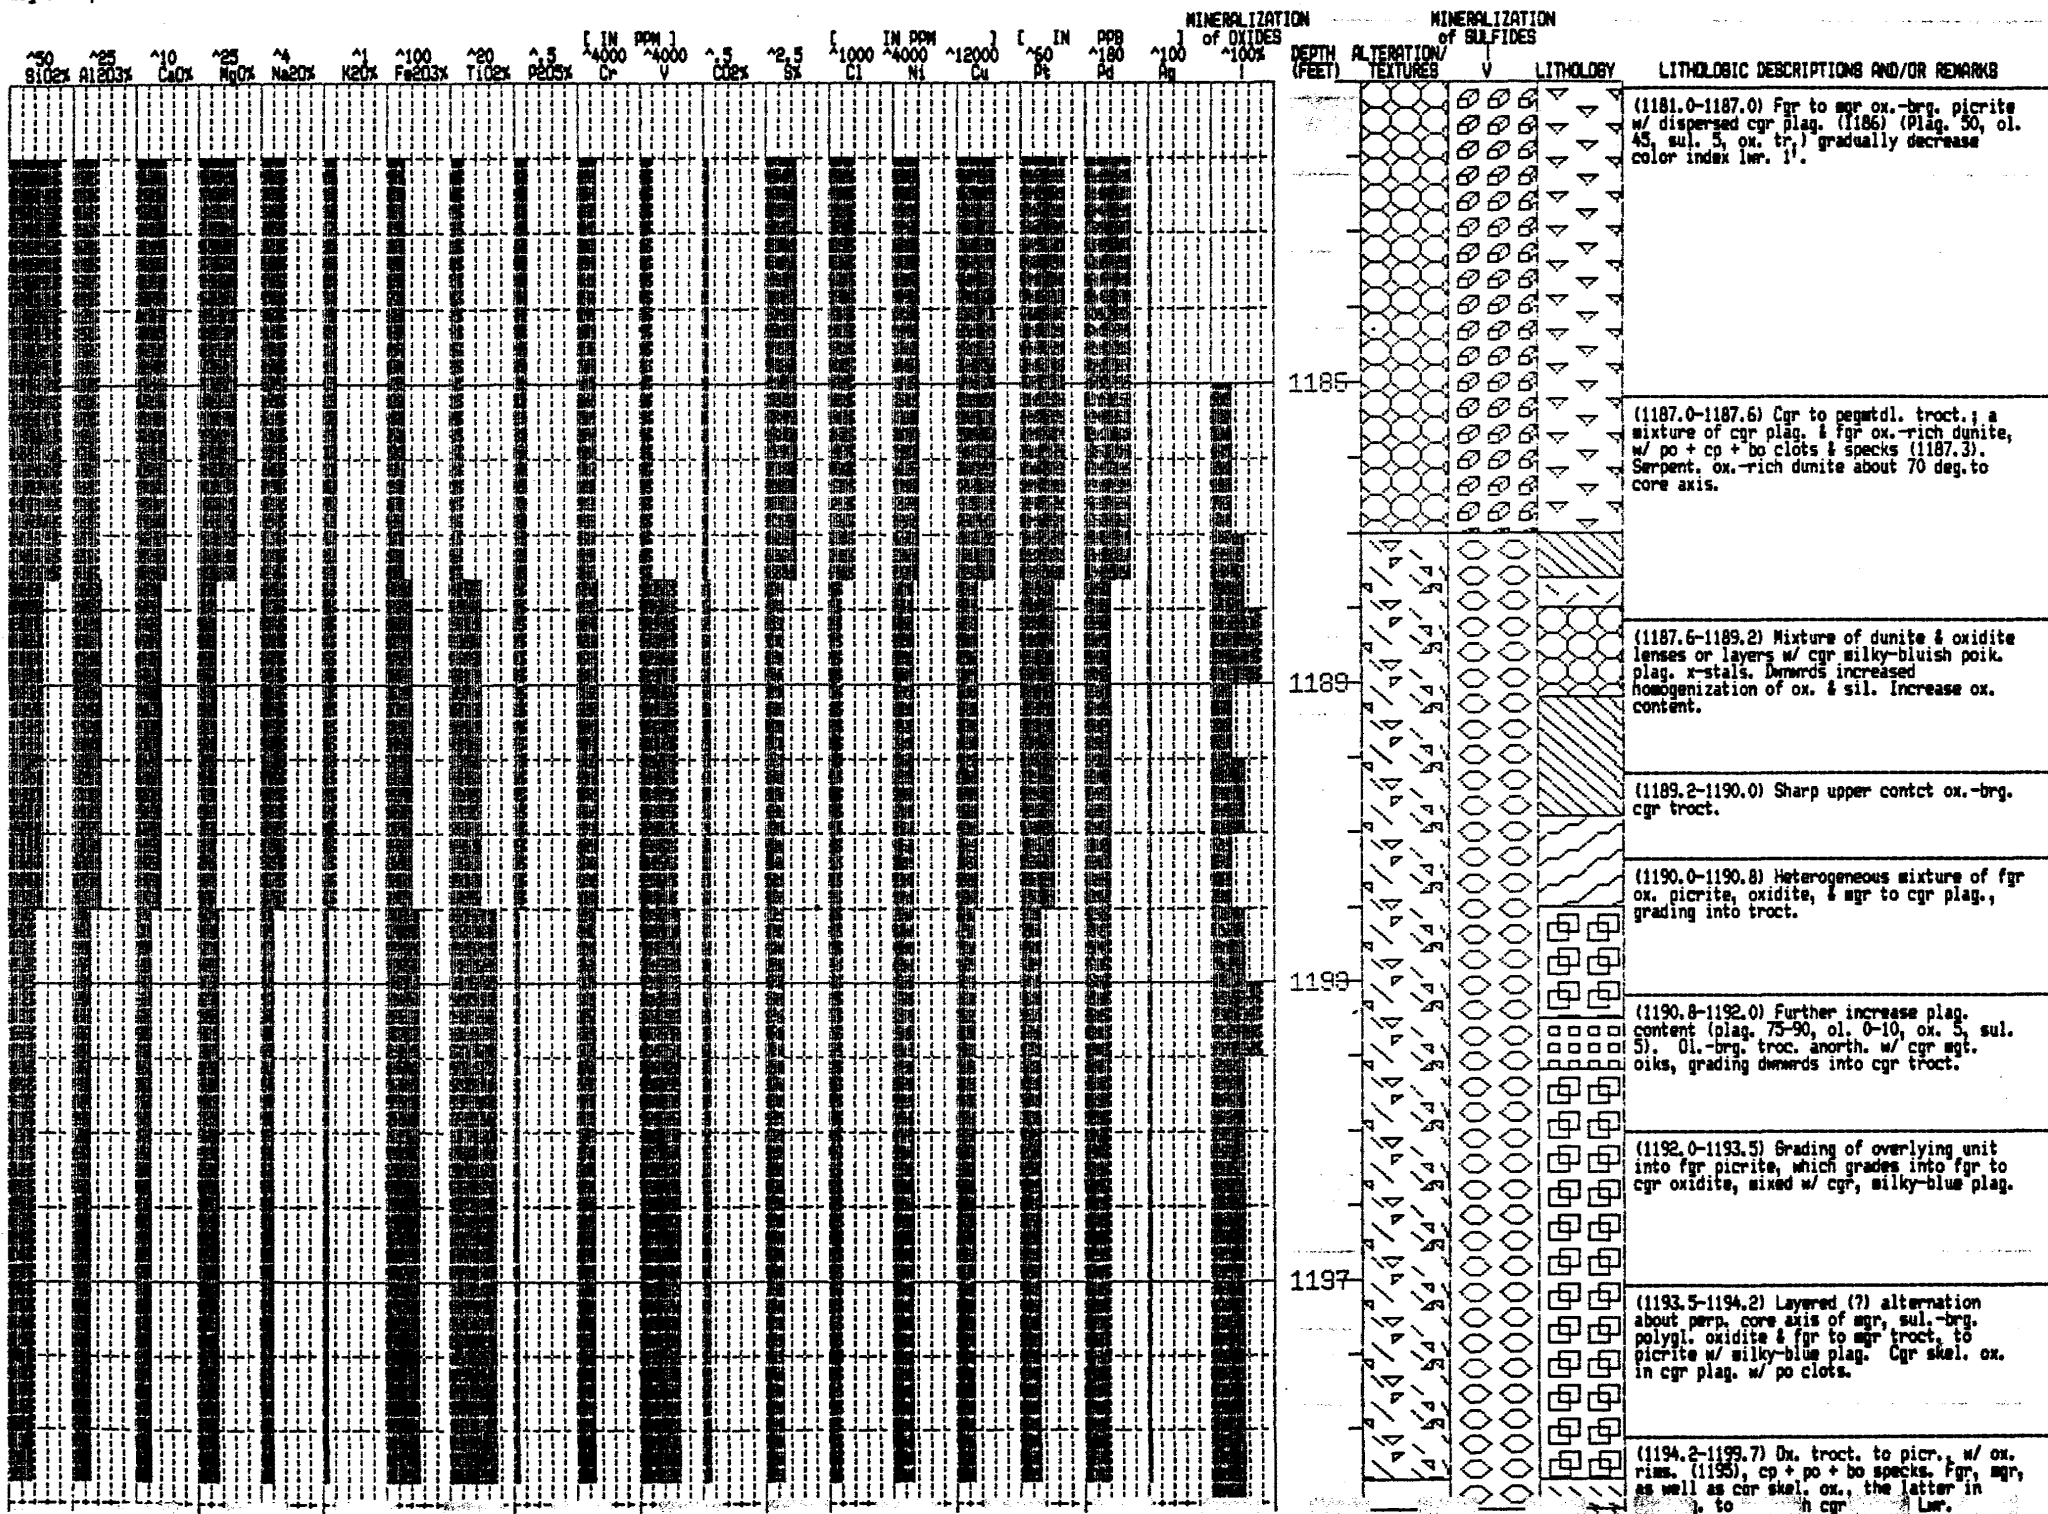 MINERALIZATION MINERALIZATION
[ IN PPM ] [ IN PPM ] [ IN PPB ] of OXIDES of SULFIDES
^50 ^25 ^10 ^25 ^4 ^1 ^100 ^20 ^.5 ^4000 ^4000 ^.5 ^2.5 ^1000 ^4000 ^12000 ^60 ^180 ^100 ^100% DEPTH ALTERATION/
SiO2% Al2O3% CaO% MgO% Na2O% K2O% Fe2O3% TiO2% P2O5% Cr V CO2% S% Cl Ni Cu Pt Pd Ag I (FEET) TEXTURES V LITHOLOGY LITHOLOGIC DESCRIPTIONS AND/OR REMARKS
(1181.0-1187.0) Fgr to mgr ox.-brg. picrite
w/ dispersed cgr plag. (1186) (Plag. 50, ol.
45, sul. 5, ox. tr.) gradually decrease
color index lwr. 1'.
1185
(1187.0-1187.6) Cgr to pegmtdl. troct.; a
mixture of cgr plag. & fgr ox.-rich dunite,
w/ po + cp + bo clots & specks (1187.3).
Serpent. ox.-rich dunite about 70 deg.to
core axis.
(1187.6-1189.2) Mixture of dunite & oxidite
lenses or layers w/ cgr milky-bluish poik.
plag. x-stals. Dwnwrds increased
homogenization of ox. & sil. Increase ox.
content.
1189
(1189.2-1190.0) Sharp upper contct ox.-brg.
cgr troct.
(1190.0-1190.8) Heterogeneous mixture of fgr
ox. picrite, oxidite, & mgr to cgr plag.,
grading into troct.
1193
(1190.8-1192.0) Further increase plag.
content (plag. 75-90, ol. 0-10, ox. 5, sul.
5). Ol.-brg. troc. anorth. w/ cgr mgt.
oiks, grading dwnwrds into cgr troct.
(1192.0-1193.5) Grading of overlying unit
into fgr picrite, which grades into fgr to
cgr oxidite, mixed w/ cgr, milky-blue plag.
1197
(1193.5-1194.2) Layered (?) alternation
about perp. core axis of mgr, sul.-brg.
polygl. oxidite & fgr to mgr troct. to
picrite w/ milky-blue plag. Cgr skel. ox.
in cgr plag. w/ po clots.
(1194.2-1199.7) Ox. troct. to picr., w/ ox.
rims. (1195), cp + po + bo specks. Fgr, mgr,
as well as cgr skel. ox., the latter in
to cgr Lwr.